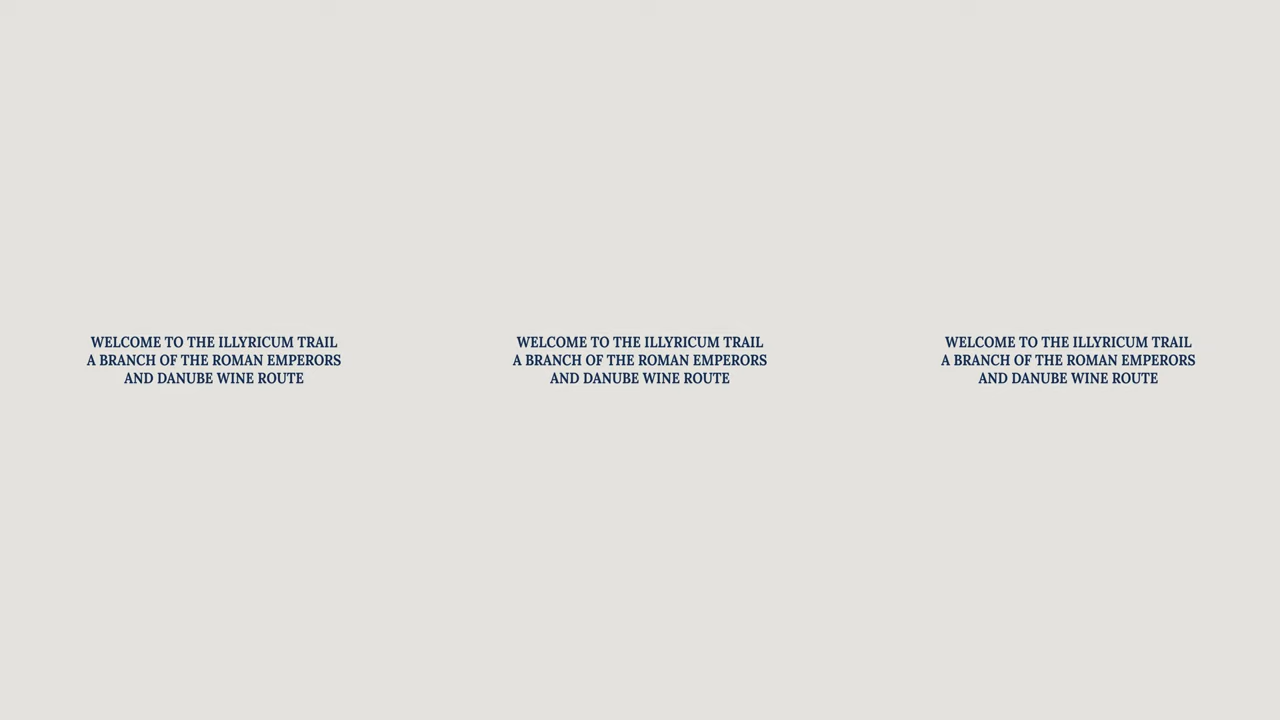 WELCOME TO THE ILLYRICUM TRAIL
A BRANCH OF THE ROMAN EMPERORS
AND DANUBE WINE ROUTE
WELCOME TO THE ILLYRICUM TRAIL
A BRANCH OF THE ROMAN EMPERORS
AND DANUBE WINE ROUTE
WELCOME TO THE ILLYRICUM TRAIL
A BRANCH OF THE ROMAN EMPERORS
AND DANUBE WINE ROUTE